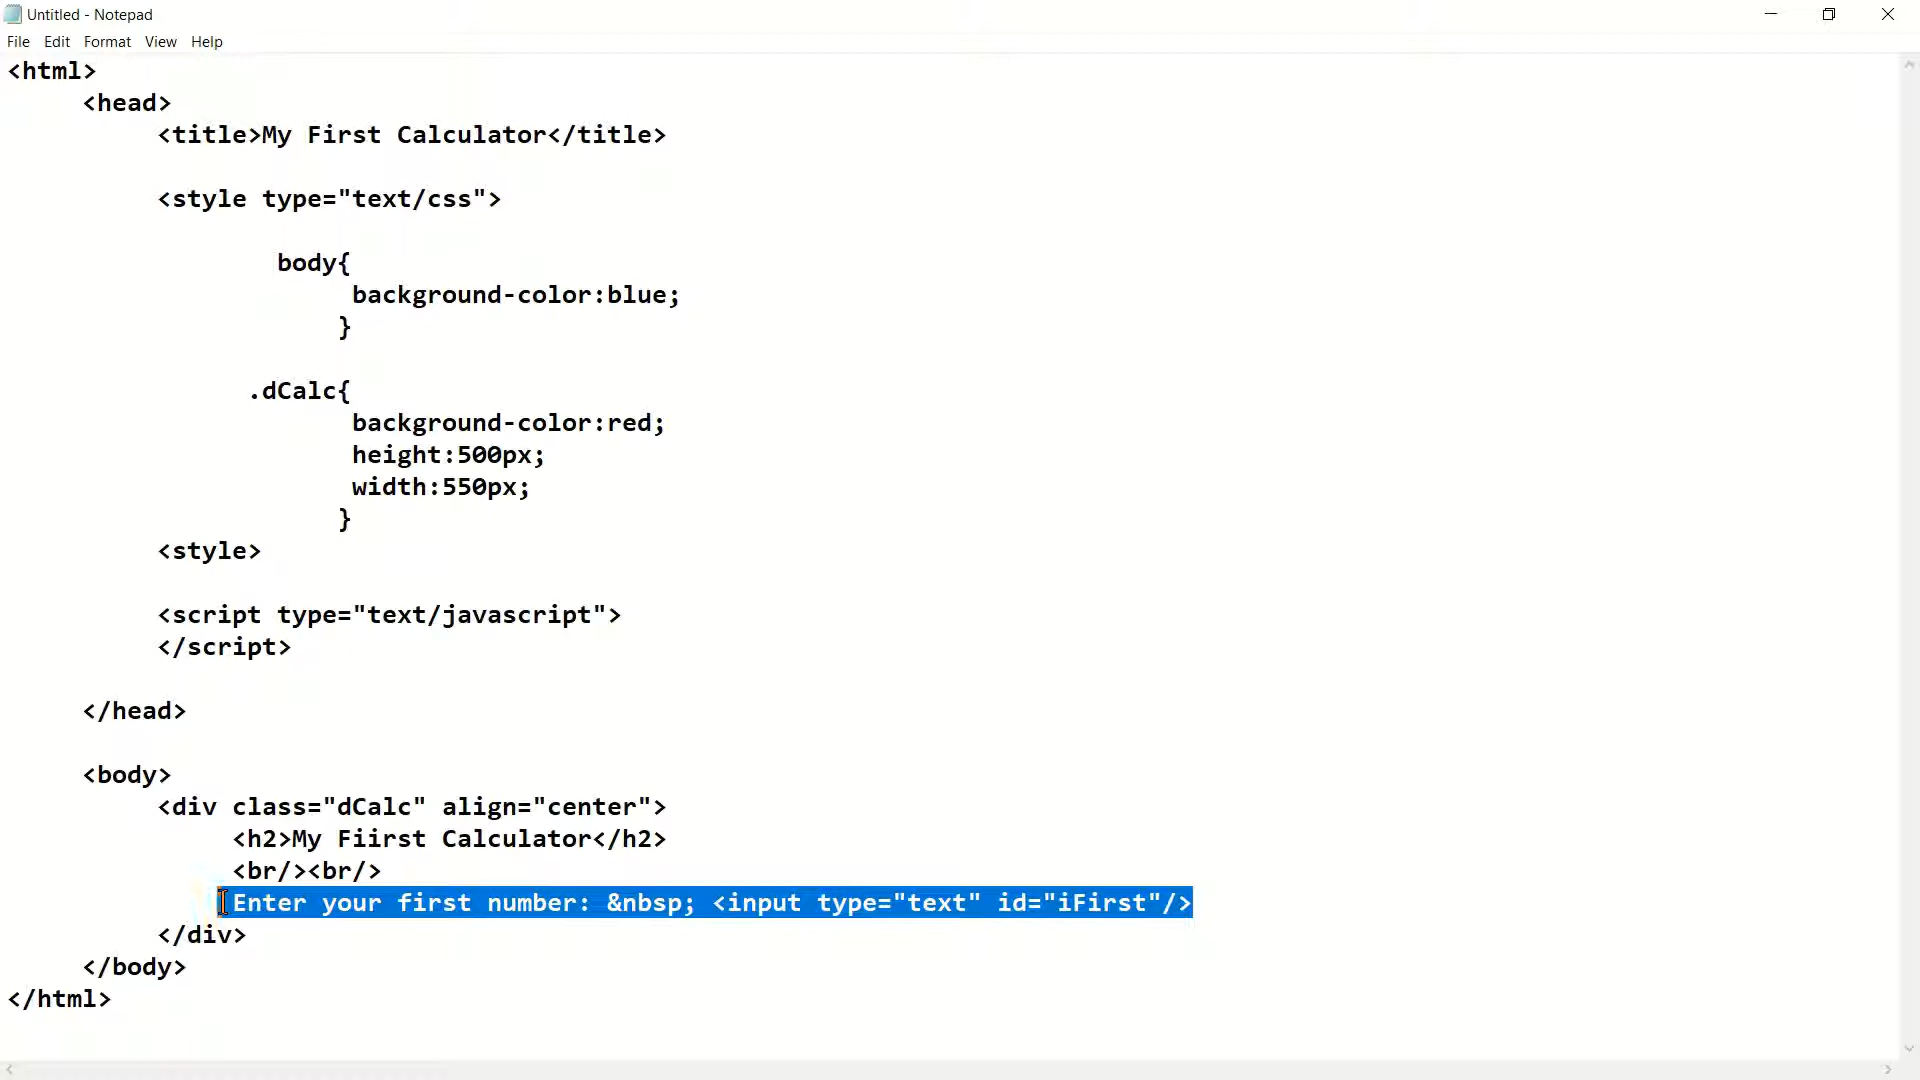 Untitled - Notepad
File Edit Format View Help
<html>
<head>
<title>My First Calculator</title>
<style type="text/css">
body{
background-color:blue;
}
.dCalc{
background-color:red;
height:500px;
width:550px;
}
<style>
<script type="text/javascript">
</script>
</head>
<body>
<div class="dCalc" align="center">
<h2>My Fiirst Calculator</h2>
<br/><br/>
Enter your first number: &nbsp; <input type="text" id="iFirst"/>
</div>
</body>
</html>